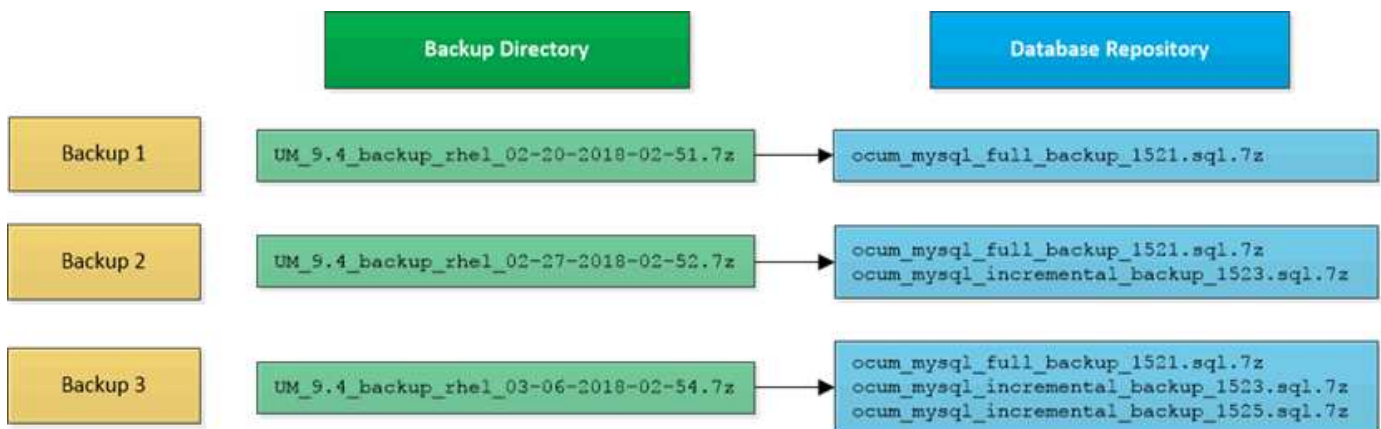 Backup Directory
Database Repository
Backup 1
UM_9.4_backup_rhel_02-20-2018-02-51.7z
ocum_mysql_full_backup_1521.sql.7z
Backup 2
UM_9.4_backup_rhel_02-27-2018-02-52.7z
ocum_mysql_full_backup_1521.sql.7z
ocum_mysql_incremental_backup_1523.sql.7z
Backup 3
UM_9.4_backup_rhel_03-06-2018-02-54.7z
ocum_mysql_full_backup_1521.sql.7z
ocum_mysql_incremental_backup_1523.sql.7z
ocum_mysql_incremental_backup_1525.sql.7z